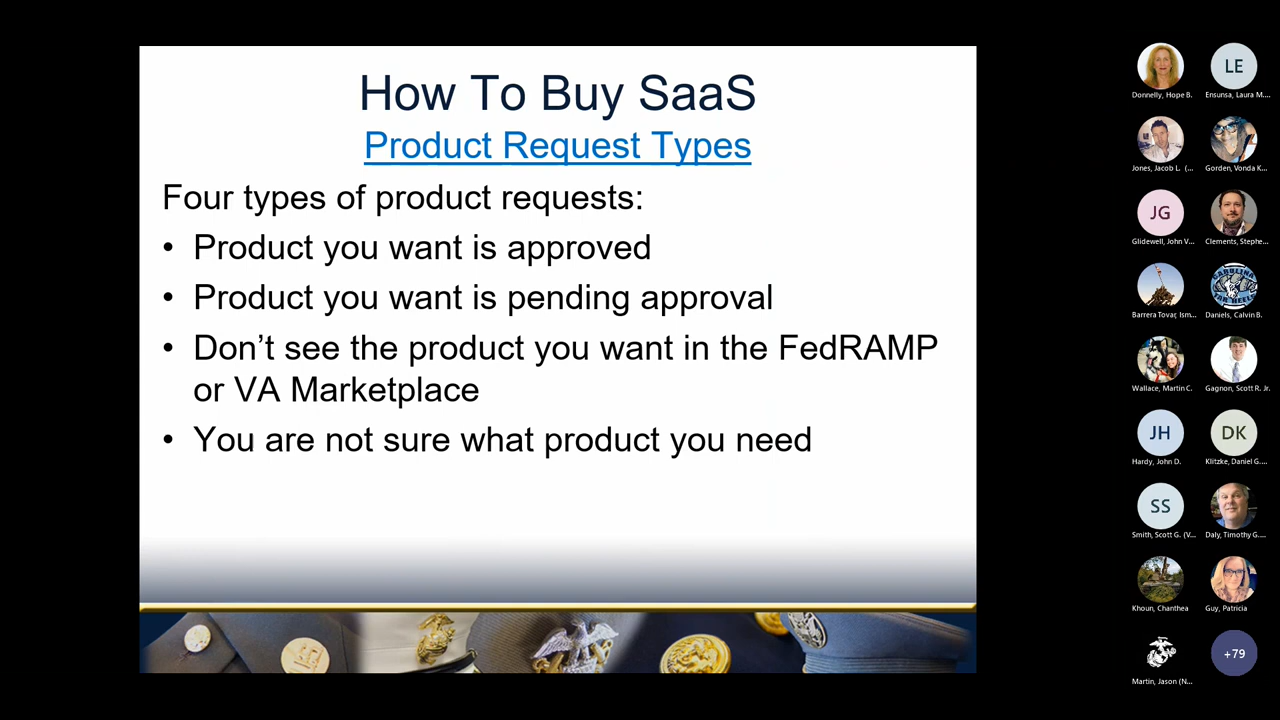 How To Buy SaaS
Product Request Types
Four types of product requests:
• Product you want is approved
• Product you want is pending approval
• Don’t see the product you want in the FedRAMP
or VA Marketplace
• You are not sure what product you need
Donnelly, Hope B.
LE
Ensunsa, Laura M....
Jones, Jacob L. (...
Gorden, Vonda K...
JG
Glidewell, John V...
Clements, Stephe...
Barrera Tovar, Ism...
CAROLINA
TAR HEELS
Daniels, Calvin B.
Wallace, Martin C.
Gagnon, Scott R. Jr.
JH
Hardy, John D.
DK
Klitzke, Daniel G....
SS
Smith, Scott G. (V...
Daly, Timothy G....
Khoun, Chanthea
Guy, Patricia
Martin, Jason (N...
+79